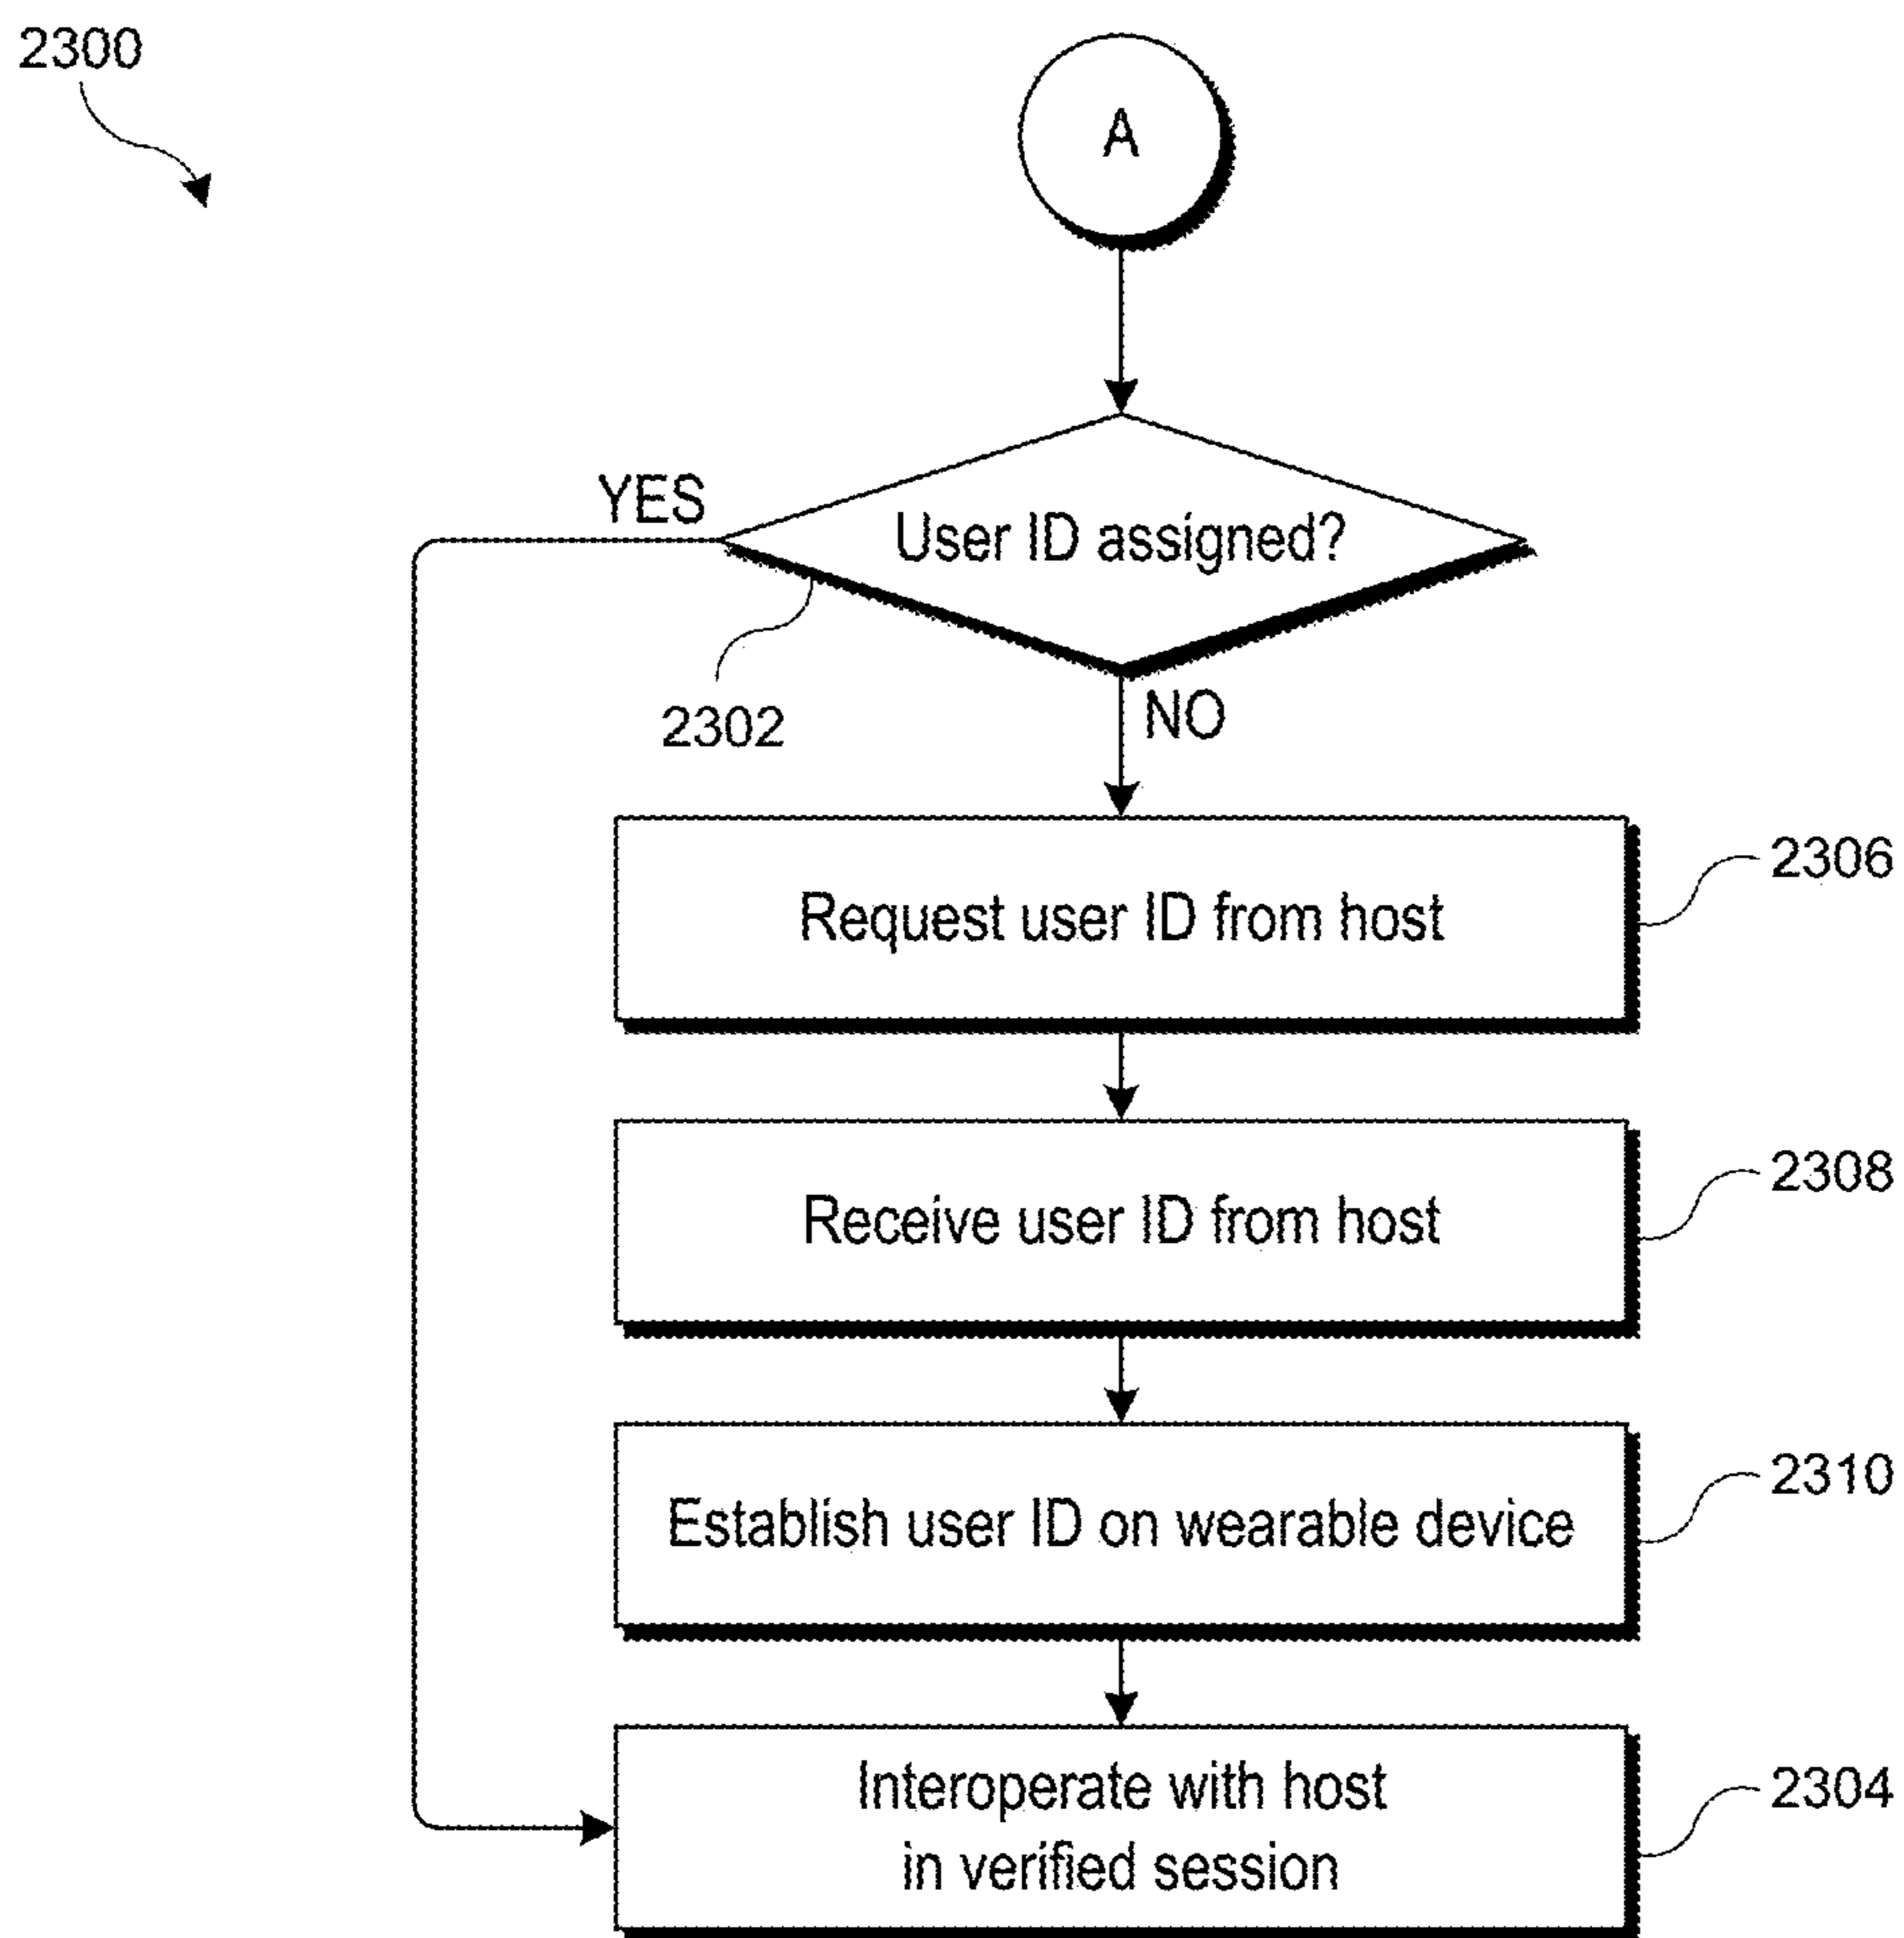 2300
A
YES
User ID assigned?
2302
NO
2306
Request user ID from host
2308
Receive user ID from host
2310
Establish user ID on wearable device
2304
Interoperate with host
in verified session